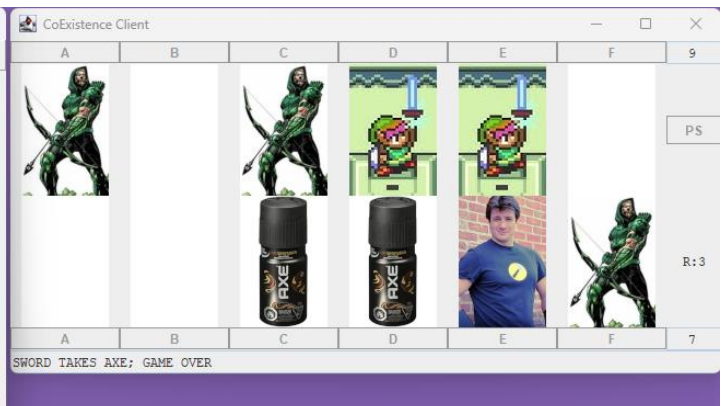 CoExistence Client
A B C D E F 9
PS
AXE AXE
R:3
A B C D E F 7
SWORD TAKES AXE; GAME OVER